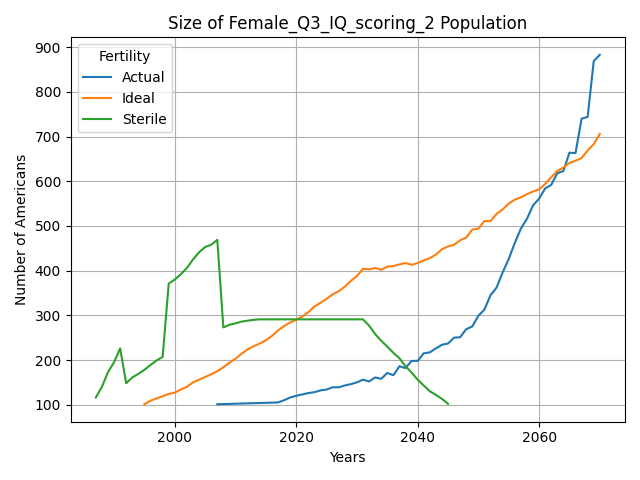 Size of Female_Q3_IQ_scoring_2 Population
Fertility
Actual
Ideal
Sterile
Number of Americans
900
800
700
600
500
400
300
200
100
2000
2020
2040
2060
Years